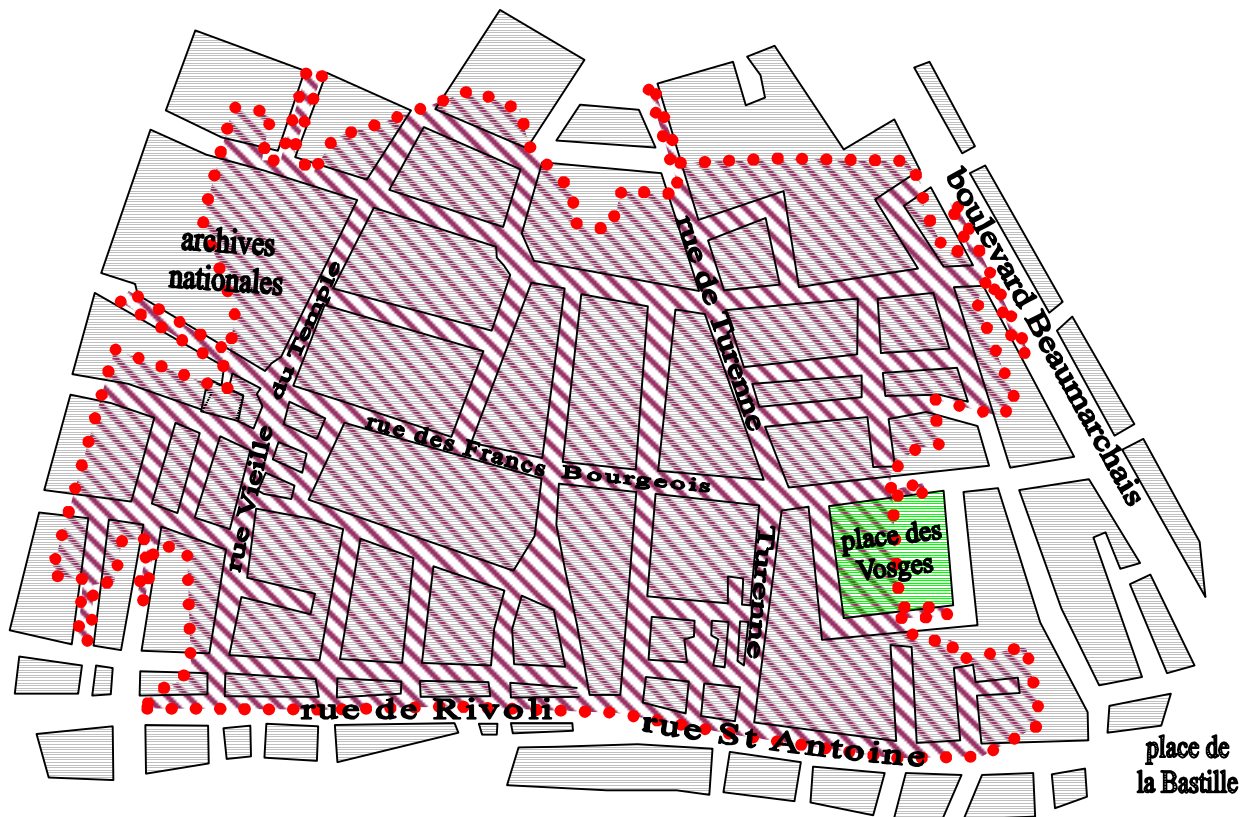 boulevard Beaumarchais
archives
nationales
rue de Turenne
rue Vieille du Temple
rue des Francs Bourgeois
place des
Vosges
Turenne
rue de Rivoli
rue St Antoine
place de
la Bastille